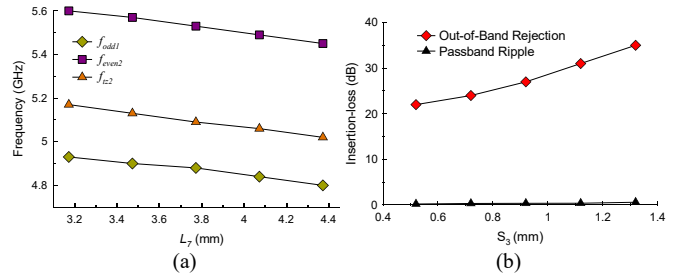 5.6
5.4
5.2
5
4.8
Frequency (GHz)
f_odd1
f_even2
f_tz2
3.2 3.4 3.6 3.8 4 4.2 4.4
L_7 (mm)
(a)
40
30
20
10
0
Insertion-loss (dB)
Out-of-Band Rejection
Passband Ripple
0.4 0.6 0.8 1 1.2 1.4
S_3 (mm)
(b)